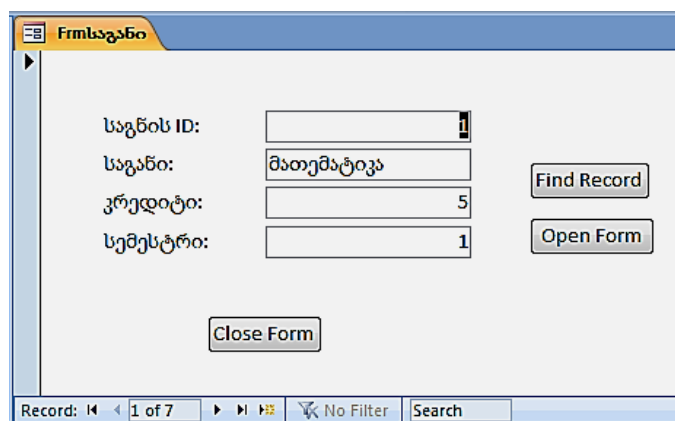 Frmსაგანი
საგნის ID: 1
საგანი: მათემატიკა
Find Record
კრედიტი: 5
სემესტრი: 1
Open Form
Close Form
Record: 1 of 7 No Filter Search